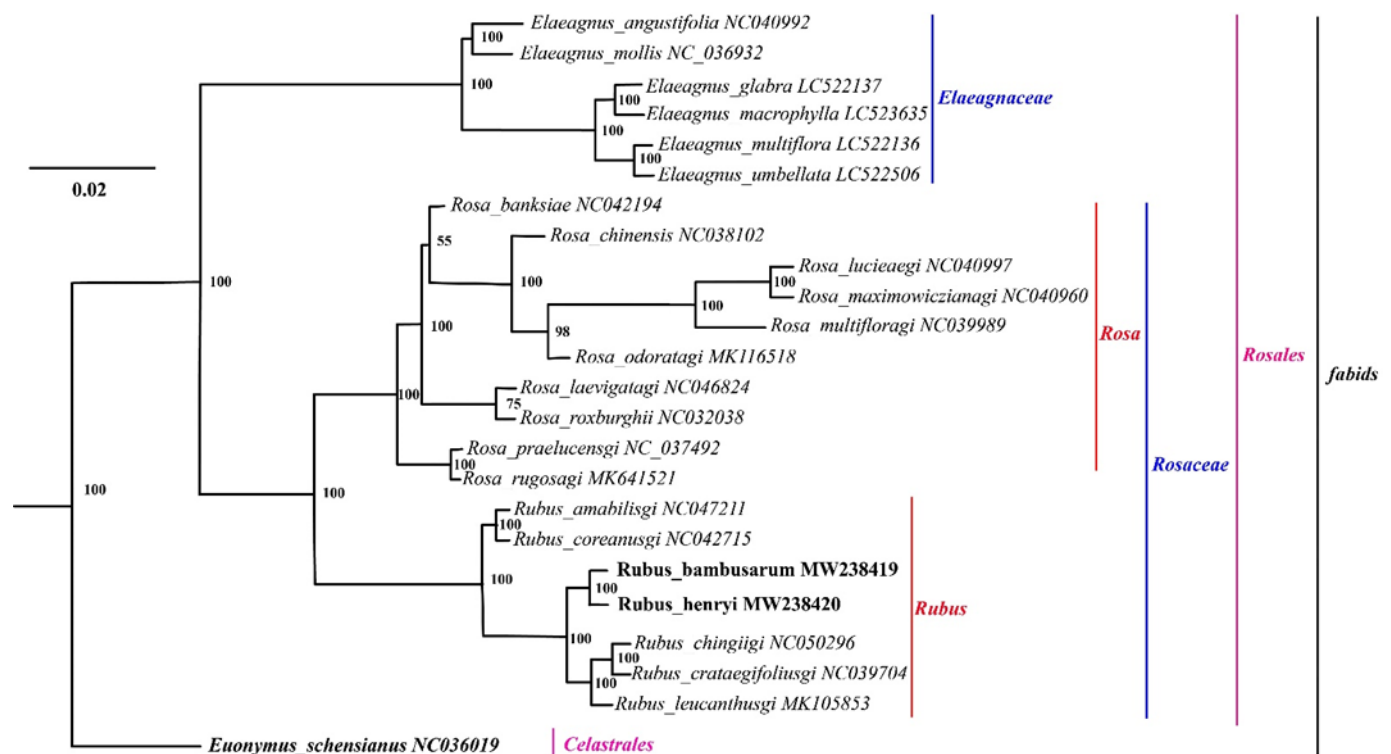 Elaeagnus_angustifolia NC040992
100
Elaeagnus_mollis NC_036932
100
Elaeagnus_glabra LC522137
100
Elaeagnus_macrophylla LC523635
Elaeagnaceae
100
Elaeagnus_multiflora LC522136
100
Elaeagnus_umbellata LC522506
0.02
Rosa_banksiae NC042194
55
Rosa_chinensis NC038102
Rosa_lucieaegi NC040997
100
100
100
Rosa_maximowiczianagi NC040960
100
Rosa_multifloragi NC039989
100
98
Rosa
Rosales
Rosa_odoratagi MK116518
fabids
Rosa_laevigatagi NC046824
100
75
Rosa_roxburghii NC032038
Rosa_praelucensgi NC_037492
100
Rosaceae
Rosa_rugosagi MK641521
100
100
Rubus_amabilisgi NC047211
100
Rubus_coreanusgi NC042715
100
Rubus_bambusarum MW238419
100
Rubus_henryi MW238420
Rubus
100
Rubus_chingiigi NC050296
100
Rubus_crataegifoliusgi NC039704
100
Rubus_leucanthusgi MK105853
Euonymus_schensianus NC036019
Celastrales